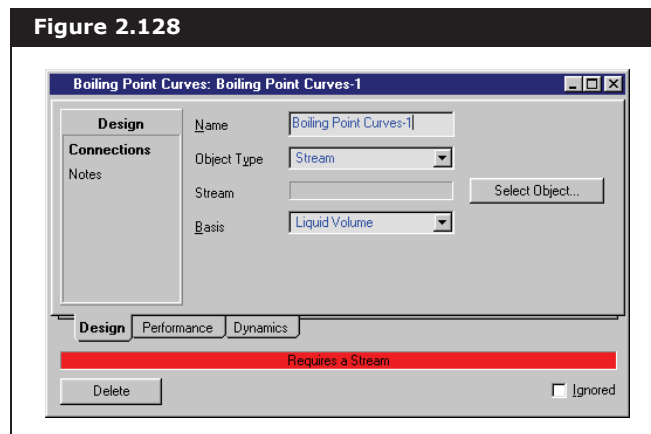 Figure 2.128
Boiling Point Curves: Boiling Point Curves-1
Design
Connections
Notes
Name
Boiling Point Curves-1
Object Type
Stream
Stream
Select Object...
Basis
Liquid Volume
Design
Performance
Dynamics
Requires a Stream
Delete
Ignored